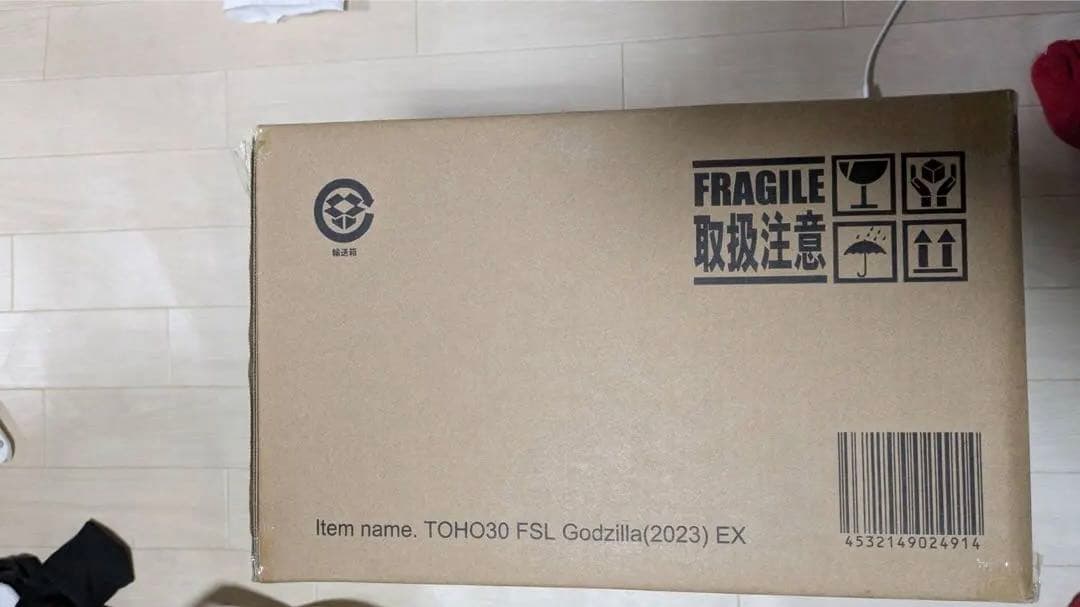 輸送箱
FRAGILE
取扱注意
Item name. TOHO30 FSL Godzilla(2023) EX
4532149024914